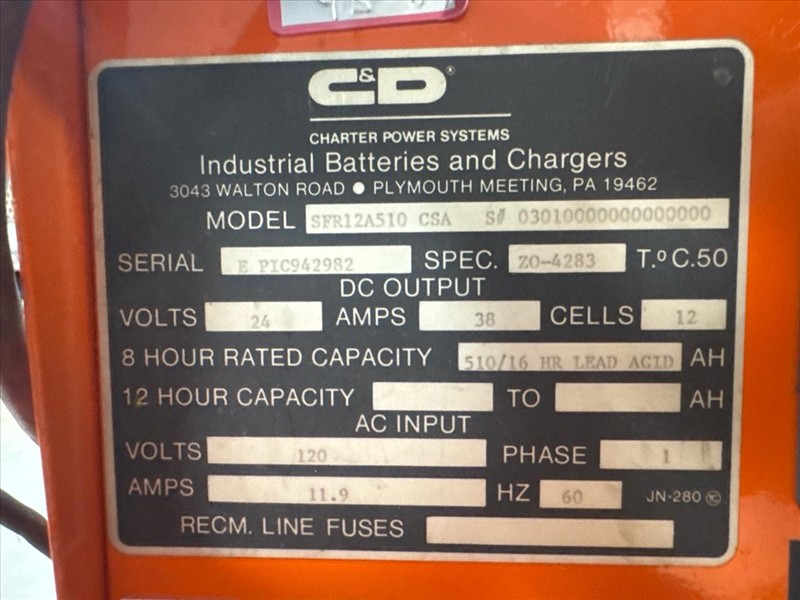 C&D®
CHARTER POWER SYSTEMS
Industrial Batteries and Chargers
3043 WALTON ROAD ● PLYMOUTH MEETING, PA 19462
MODEL SFR12A510 CSA S# 03010000000000000
SERIAL E PIC942982 SPEC. ZO-4283 T.º C.50
DC OUTPUT
VOLTS 24 AMPS 38 CELLS 12
8 HOUR RATED CAPACITY 510/16 HR LEAD ACID AH
12 HOUR CAPACITY TO AH
AC INPUT
VOLTS 120 PHASE 1
AMPS 11.9 HZ 60 JN-280
RECM. LINE FUSES